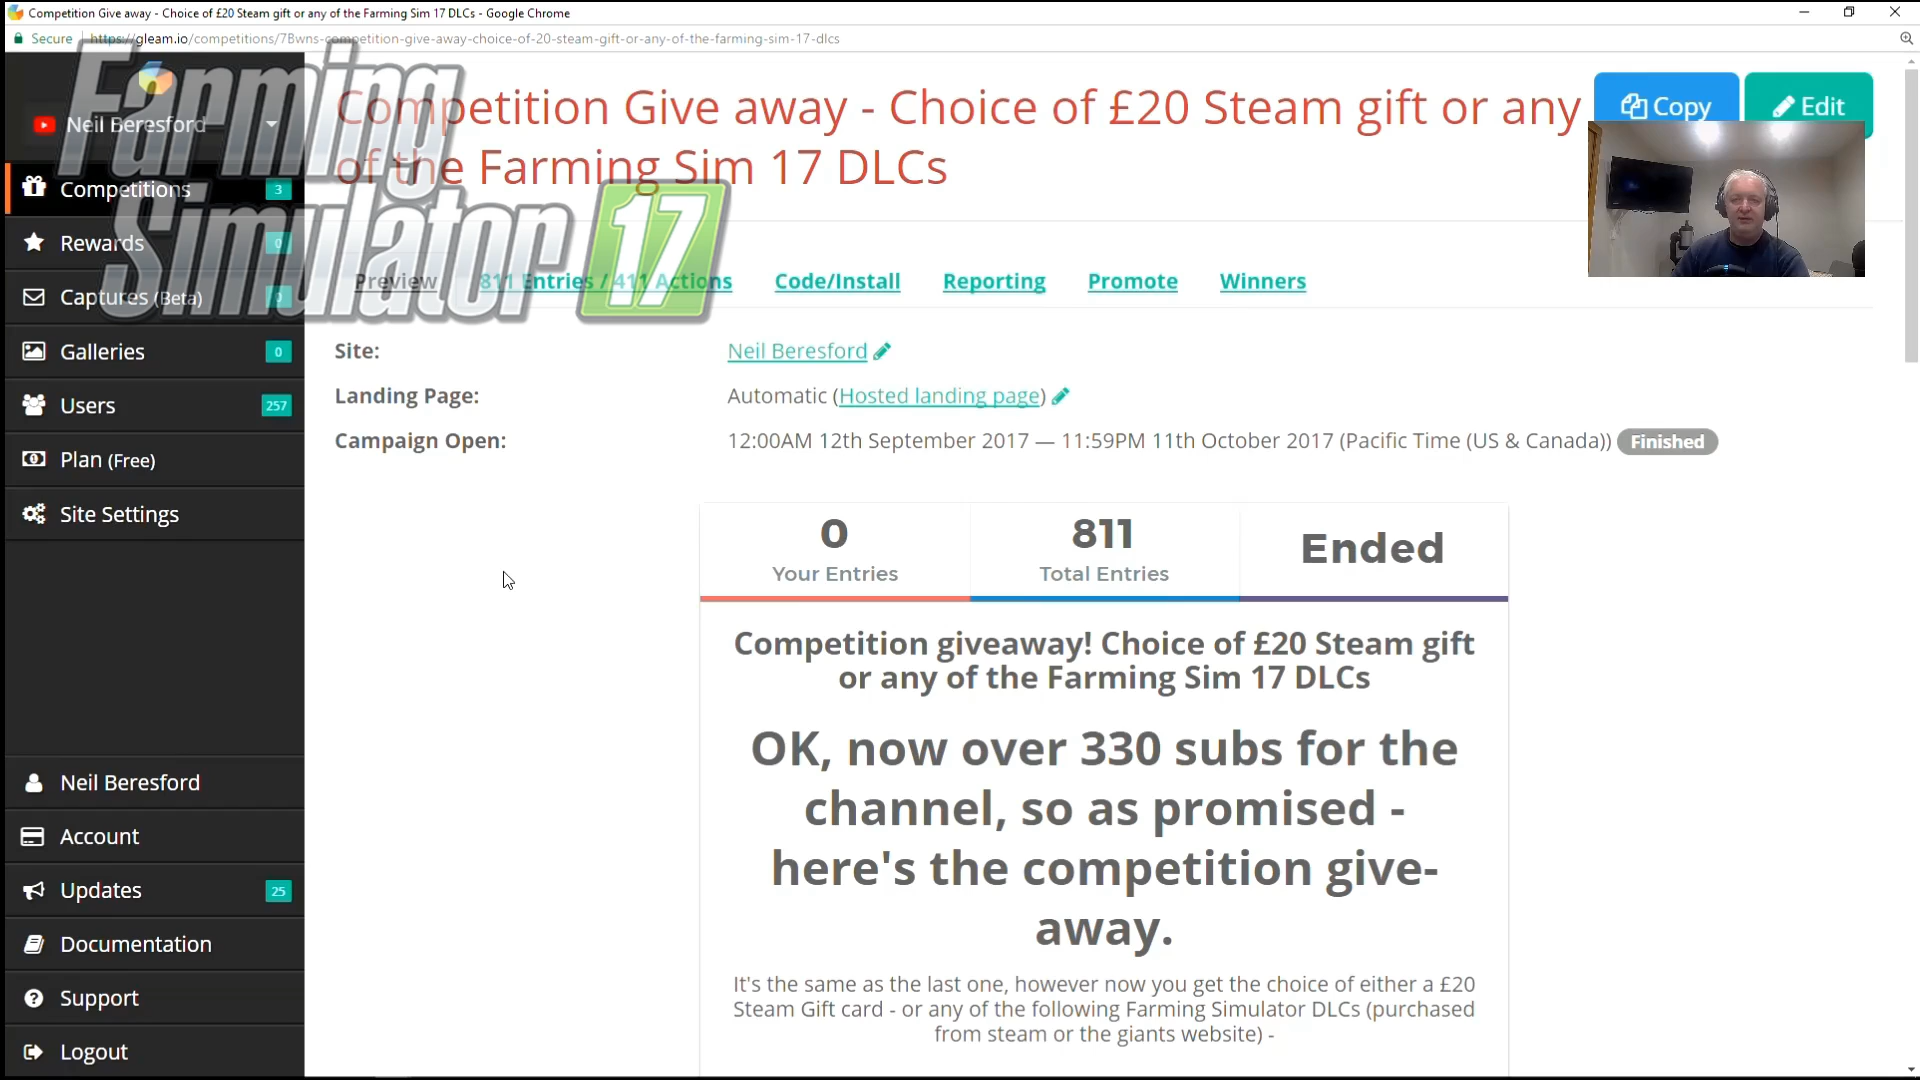 Competition Give away - Choice of £20 Steam gift or any of the Farming Sim 17 DLCs - Google Chrome
Secure https://gleam.io/competitions/7Bwns-competition-give-away-choice-of-20-steam-gift-or-any-of-the-farming-sim-17-dlcs
Farming
Simulator 17
Neil Beresford
Competitions 3
Rewards 0
Captures (Beta) 0
Galleries 0
Users 257
Plan (Free)
Site Settings
Neil Beresford
Account
Updates 25
Documentation
Support
Logout
Competition Give away - Choice of £20 Steam gift or any
of the Farming Sim 17 DLCs
Copy
Edit
Preview 811 Entries / 411 Actions Code/Install Reporting Promote Winners
Site: Neil Beresford
Landing Page: Automatic (Hosted landing page)
Campaign Open: 12:00AM 12th September 2017 — 11:59PM 11th October 2017 (Pacific Time (US & Canada)) Finished
0 811 Ended
Your Entries Total Entries
Competition giveaway! Choice of £20 Steam gift
or any of the Farming Sim 17 DLCs
OK, now over 330 subs for the
channel, so as promised -
here's the competition give-
away.
It's the same as the last one, however now you get the choice of either a £20
Steam Gift card - or any of the following Farming Simulator DLCs (purchased
from steam or the giants website) -